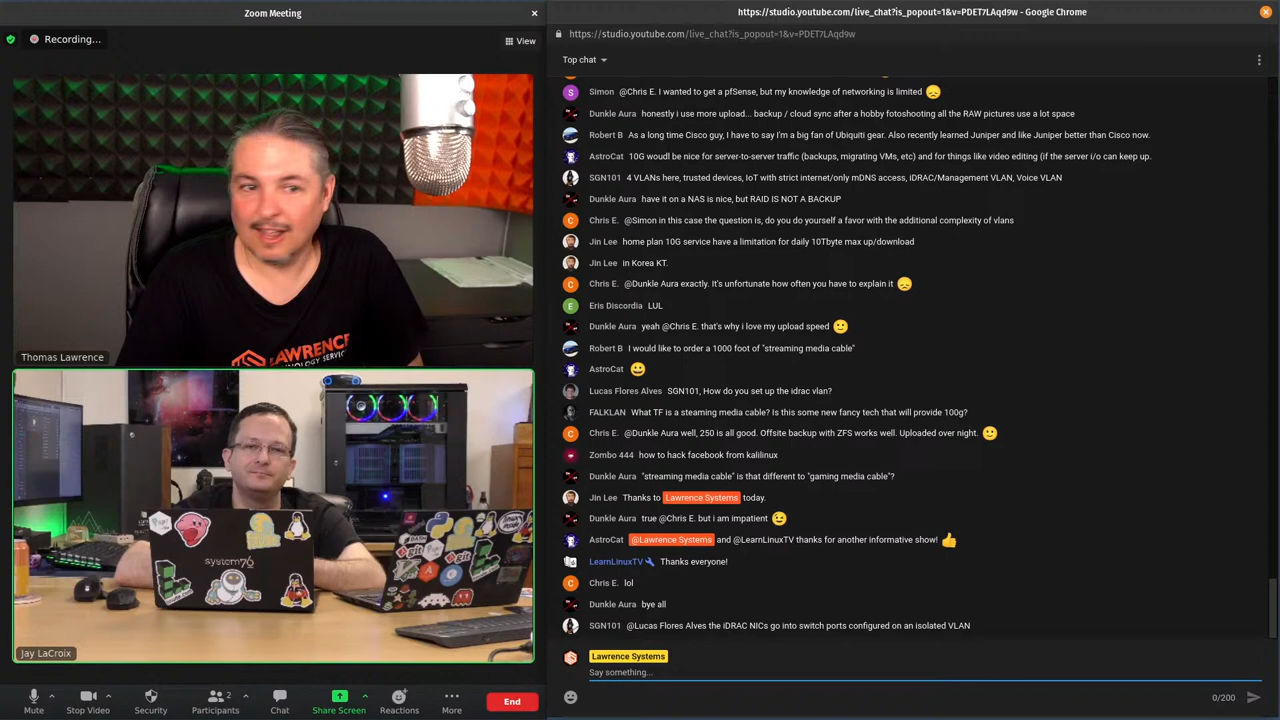 Zoom Meeting
https://studio.youtube.com/live_chat?is_popout=1&v=PDET7LAqd9w - Google Chrome
Recording...
View
https://studio.youtube.com/live_chat?is_popout=1&v=PDET7LAqd9w
Top chat
Simon @Chris E. I wanted to get a pfSense, but my knowledge of networking is limited 😞
Dunkle Aura honestly i use more upload... backup / cloud sync after a hobby fotoshooting all the RAW pictures use a lot space
Robert B As a long time Cisco guy, I have to say I'm a big fan of Ubiquiti gear. Also recently learned Juniper and like Juniper better than Cisco now.
AstroCat 10G woudl be nice for server-to-server traffic (backups, migrating VMs, etc) and for things like video editing (if the server i/o can keep up.
SGN101 4 VLANs here, trusted devices, IoT with strict internet/only mDNS access, iDRAC/Management VLAN, Voice VLAN
Dunkle Aura have it on a NAS is nice, but RAID IS NOT A BACKUP
Chris E. @Simon in this case the question is, do you do yourself a favor with the additional complexity of vlans
Jin Lee home plan 10G service have a limitation for daily 10Tbyte max up/download
Jin Lee in Korea KT.
Chris E. @Dunkle Aura exactly. It's unfortunate how often you have to explain it 😞
Eris Discordia LUL
Dunkle Aura yeah @Chris E. that's why i love my upload speed 🙂
Robert B I would like to order a 1000 foot of "streaming media cable"
AstroCat 😀
Lucas Flores Alves SGN101, How do you set up the idrac vlan?
FALKLAN What TF is a steaming media cable? Is this some new fancy tech that will provide 100g?
Chris E. @Dunkle Aura well, 250 is all good. Offsite backup with ZFS works well. Uploaded over night. 🙂
Zombo 444 how to hack facebook from kalilinux
Dunkle Aura "streaming media cable" is that different to "gaming media cable"?
Jin Lee Thanks to Lawrence Systems today.
Dunkle Aura true @Chris E. but i am impatient 😉
AstroCat @Lawrence Systems and @LearnLinuxTV thanks for another informative show! 👍
LearnLinuxTV Thanks everyone!
Chris E. lol
Dunkle Aura bye all
SGN101 @Lucas Flores Alves the iDRAC NICs go into switch ports configured on an isolated VLAN
Lawrence Systems
Say something...
0/200
LAWRENCE
Thomas Lawrence
system76
git
Jay LaCroix
Mute
Stop Video
Security
Participants
2
Chat
Share Screen
Reactions
More
End